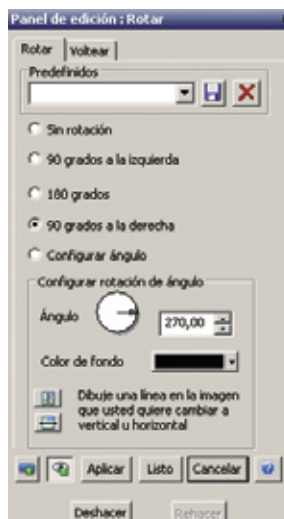 Panel de edición : Rotar
Rotar Voltear
Predefinidos
Sin rotación
90 grados a la izquierda
180 grados
90 grados a la derecha
Configurar ángulo
Configurar rotación de ángulo
Ángulo 270,00
Color de fondo
Dibuje una línea en la imagen
que usted quiere cambiar a
vertical u horizontal
Aplicar Listo Cancelar
Deshacer Rehacer